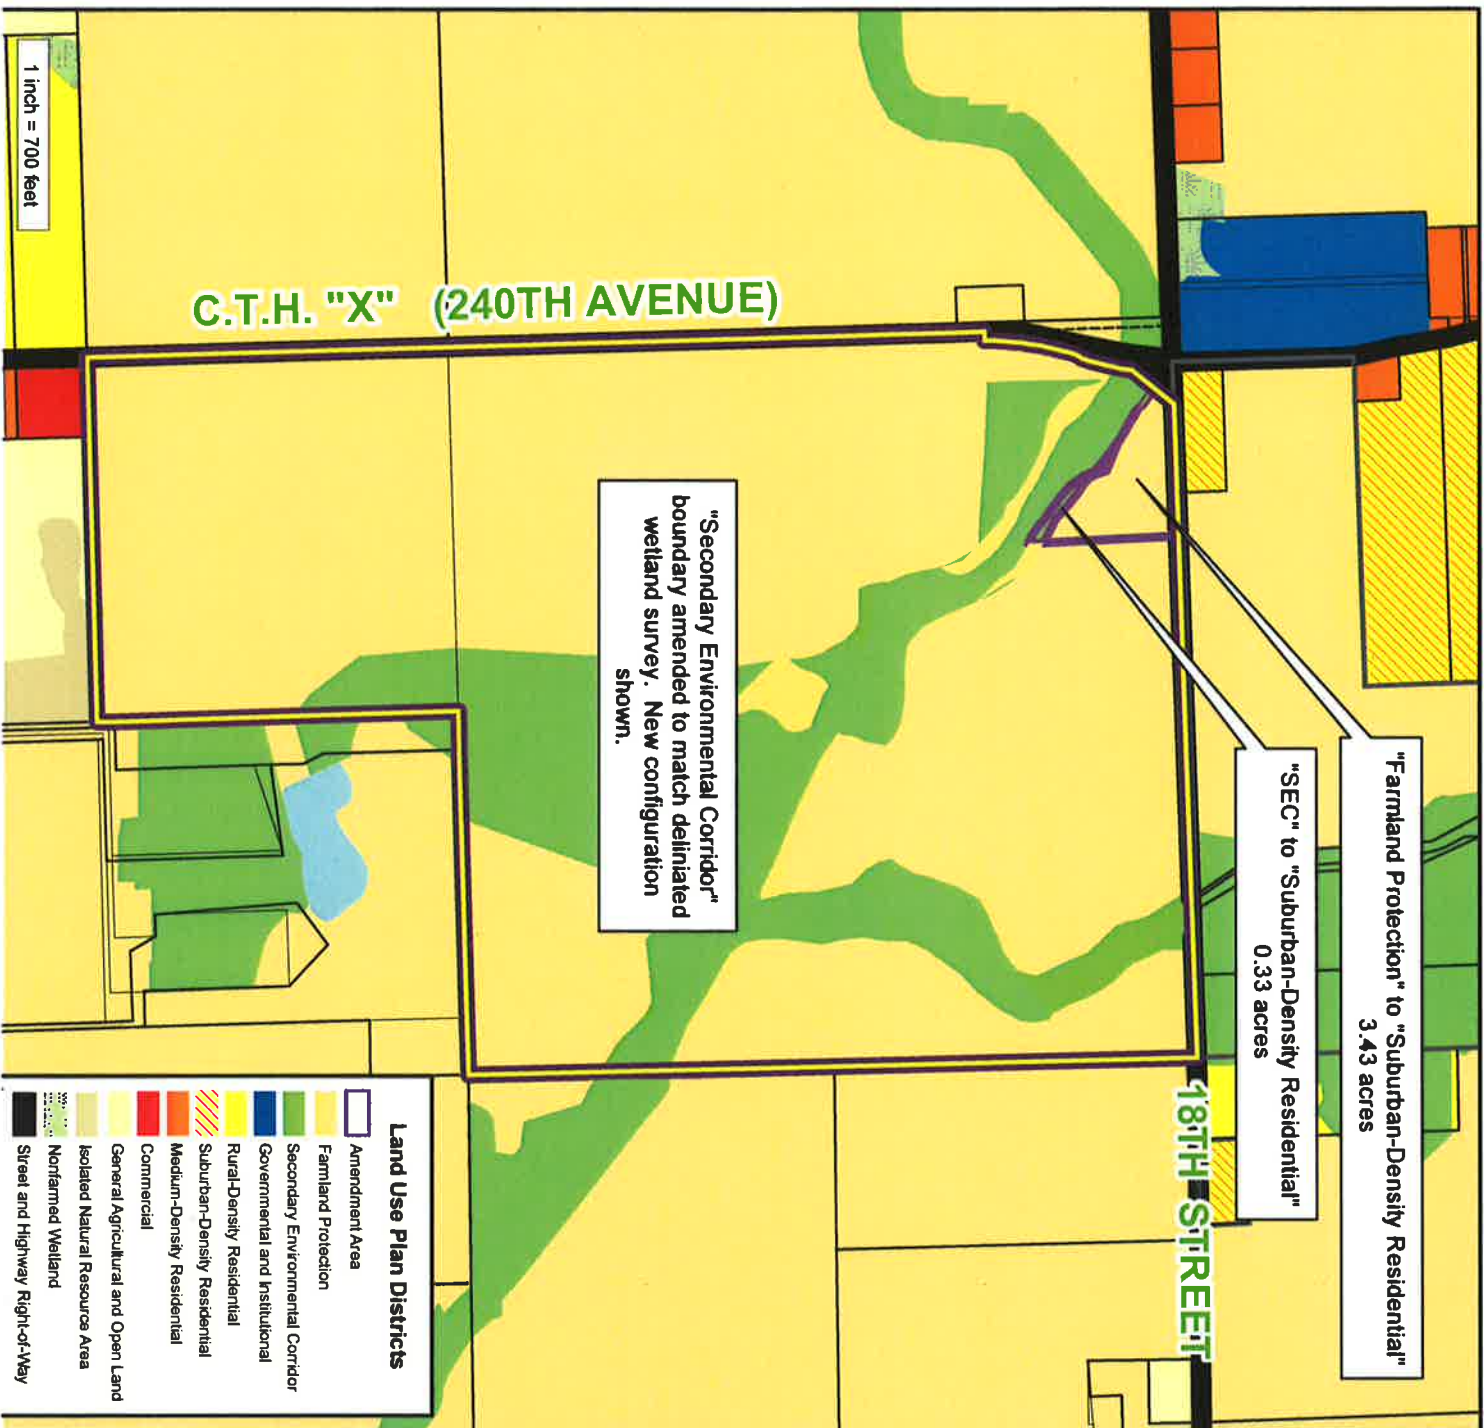 C.T.H. "X" (240TH AVENUE)
18TH STREET
"Farmland Protection" to "Suburban-Density Residential"
3.43 acres
"SEC" to "Suburban-Density Residential"
0.33 acres
"Secondary Environmental Corridor"
boundary amended to match deliniated
wetland survey. New configuration
shown.
Land Use Plan Districts
Amendment Area
Farmland Protection
Secondary Environmental Corridor
Governmental and Institutional
Rural-Density Residential
Suburban-Density Residential
Medium-Density Residential
Commercial
General Agricultural and Open Land
Isolated Natural Resource Area
Nonfarmed Wetland
Street and Highway Right-of-Way
1 inch = 700 feet